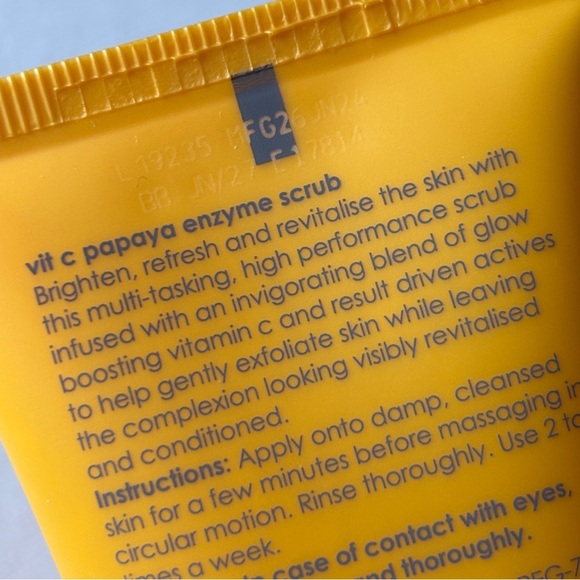 L19235 MFG26JN24
BB JN/27 E17814
vit c papaya enzyme scrub
Brighten, refresh and revitalise the skin with
this multi-tasking, high performance scrub
infused with an invigorating blend of glow
boosting vitamin c and result driven actives
to help gently exfoliate skin while leaving
the complexion looking visibly revitalised
and conditioned.
Instructions: Apply onto damp, cleansed
skin for a few minutes before massaging in
circular motion. Rinse thoroughly. Use 2 to
times a week.
In case of contact with eyes,
and thoroughly.